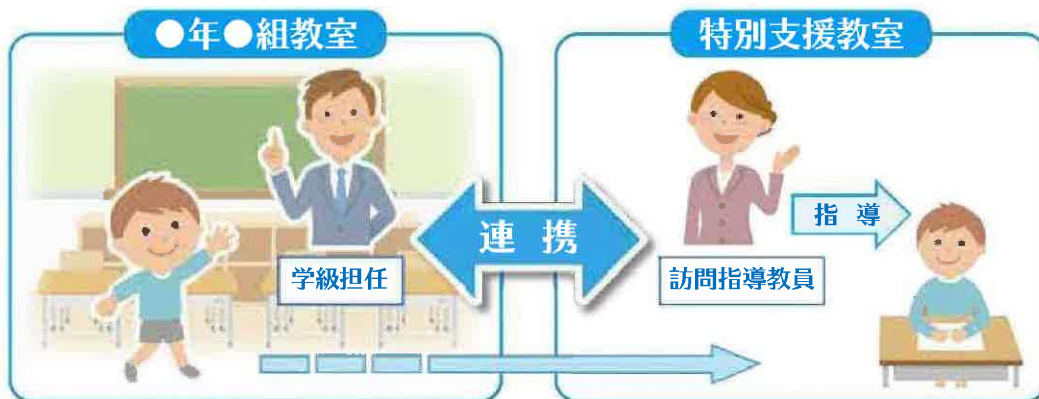 ●年●組教室
特別支援教室
学級担任
連携
訪問指導教員
指導